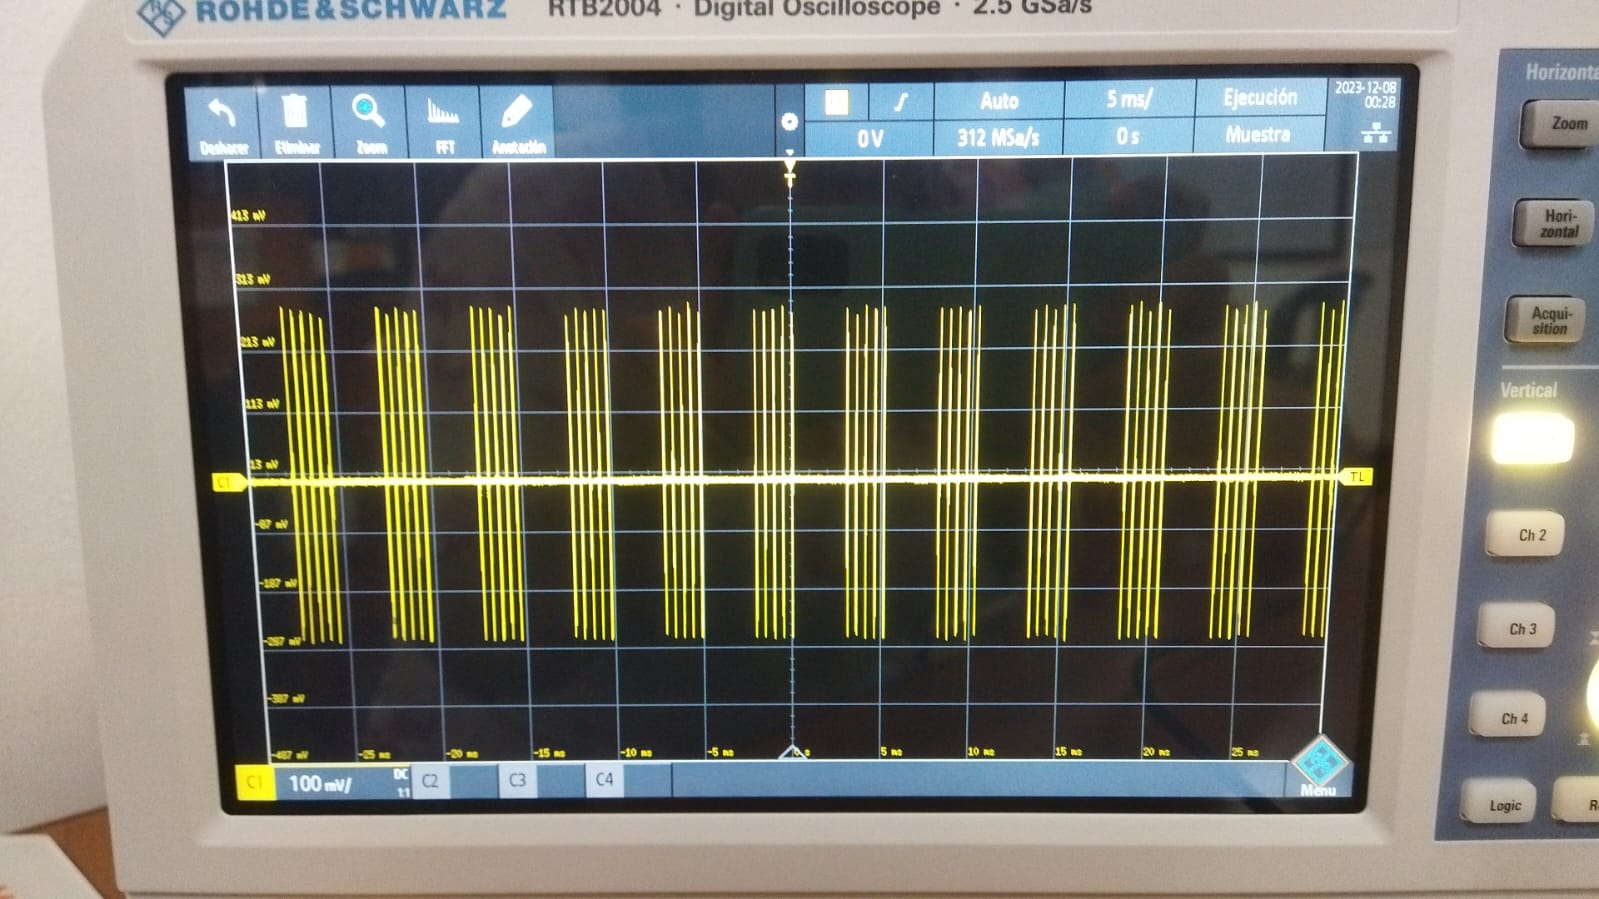 ROHDE&SCHWARZ RTB2004 · Digital Oscilloscope · 2.5 GSa/s
Deshacer Eliminar Zoom FFT Anotación
Auto 5 ms/ Ejecución
0 V 312 MSa/s 0 s Muestra
2023-12-08
00:28
T
413 mV
313 mV
213 mV
113 mV
13 mV
C1 TL
-87 mV
-187 mV
-287 mV
-387 mV
-487 mV -25 ms -20 ms -15 ms -10 ms -5 ms 0 s 5 ms 10 ms 15 ms 20 ms 25 ms
C1 100 mV/ DC 1:1 C2 C3 C4 Menu
Zoom
Hori-
zontal
Acqui-
sition
Vertical
Ch 2
Ch 3
Ch 4
Logic